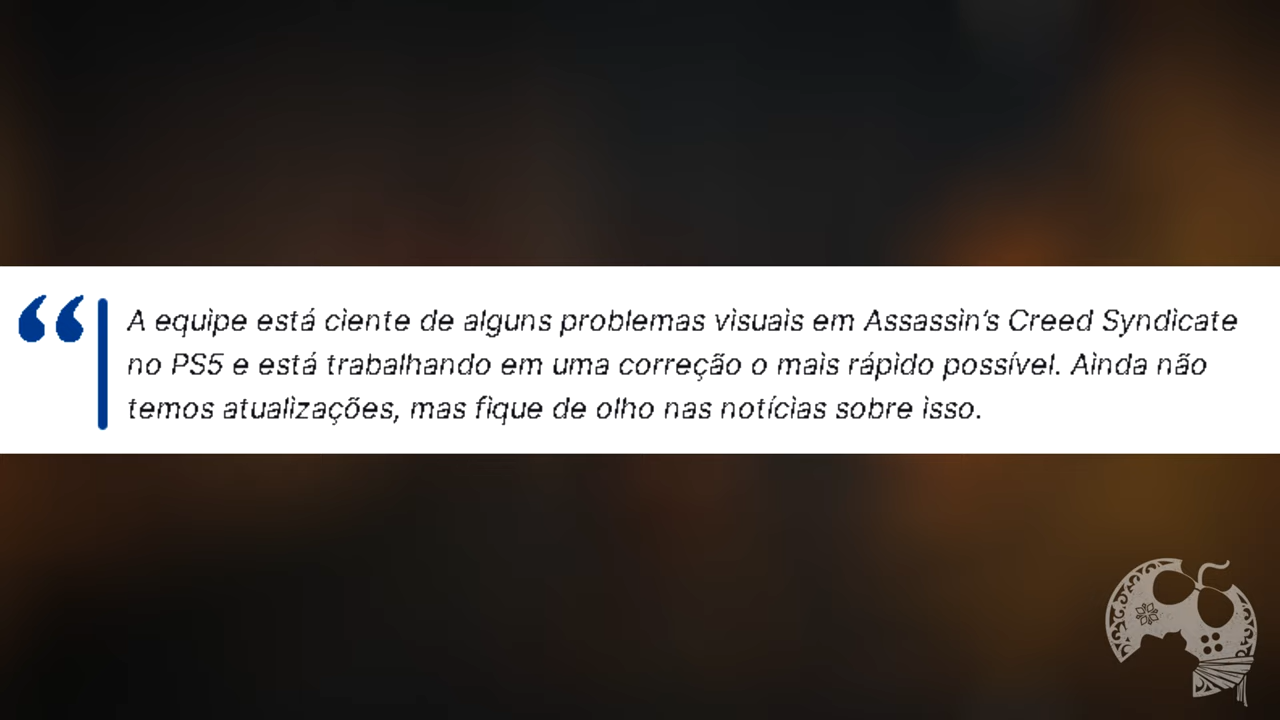 A equipe está ciente de alguns problemas visuais em Assassin's Creed Syndicate
no PS5 e está trabalhando em uma correção o mais rápido possível. Ainda não
temos atualizações, mas fique de olho nas notícias sobre isso.